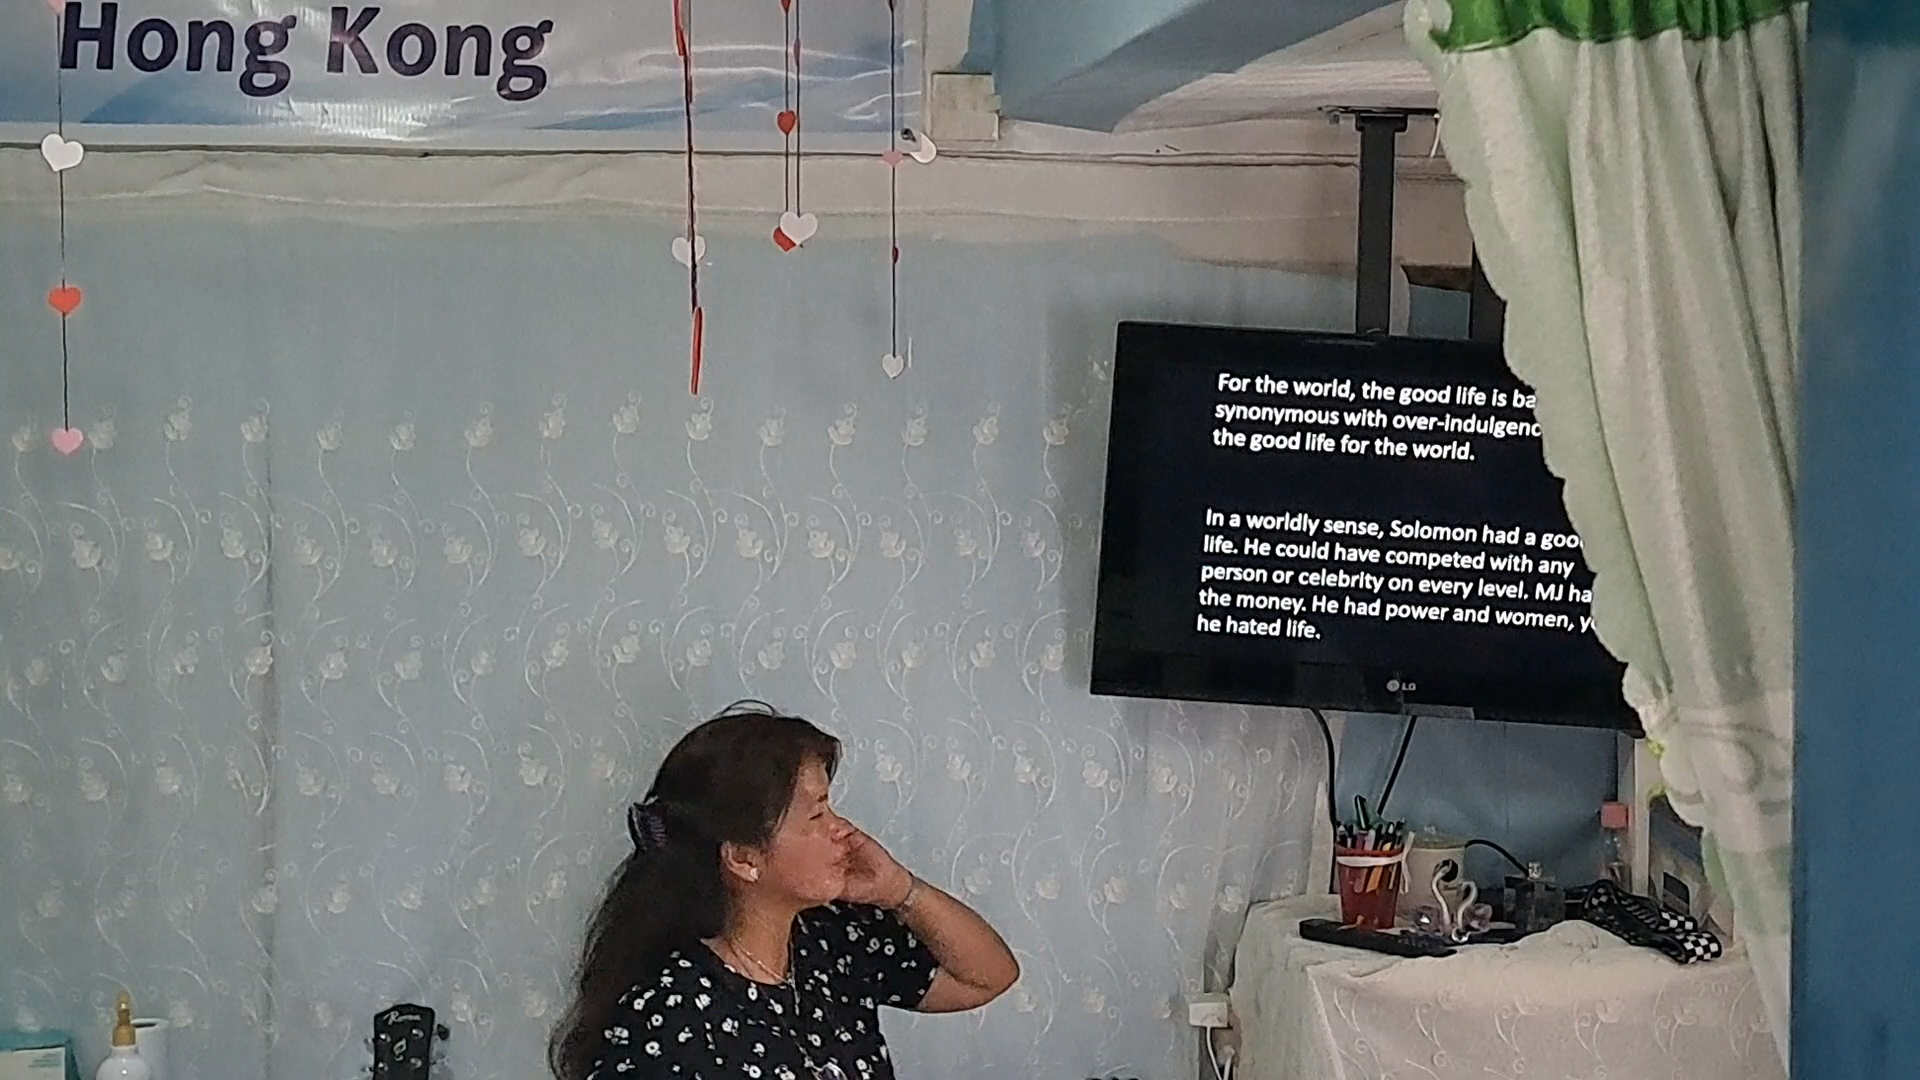 Hong Kong
For the world, the good life is
synonymous with
the good life for the world.
In a worldly sense, Solomon had a
life. He could have competed with any
person or celebrity on every level. MJ
the money. He had power and women,
he hated life.
LG